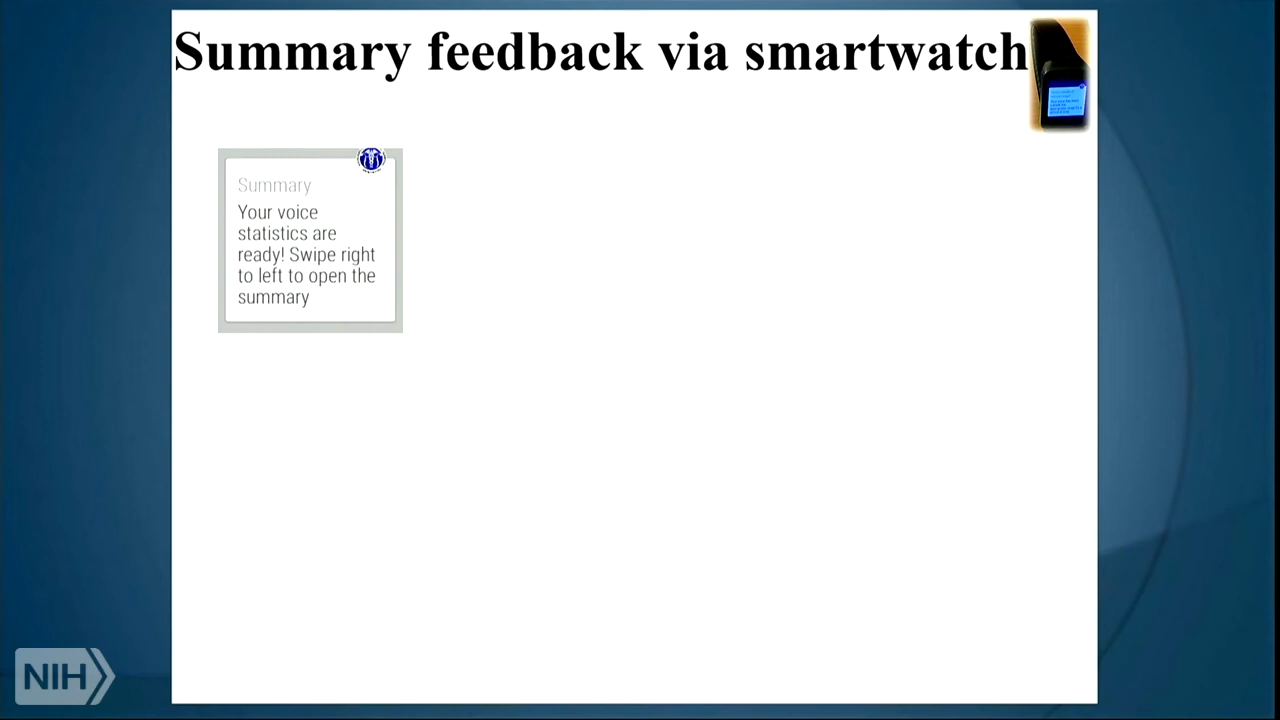 Summary feedback via smartwatch
Summary
Your voice
statistics are
ready! Swipe right
to left to open the
summary
NIH